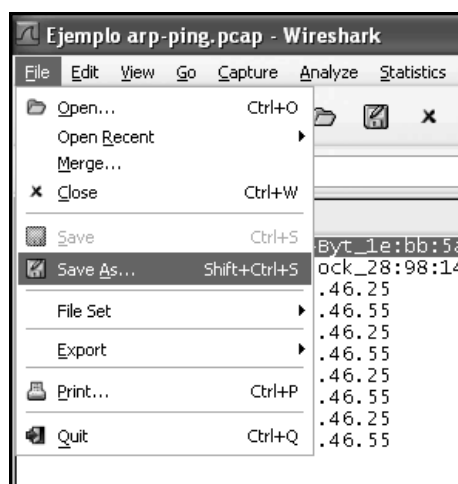 Ejemplo arp-ping.pcap - Wireshark
File Edit View Go Capture Analyze Statistics
Open... Ctrl+O
Open Recent
Merge...
Close Ctrl+W
Save Ctrl+S
Save As... Shift+Ctrl+S
File Set
Export
Print... Ctrl+P
Quit Ctrl+Q
Byt_1e:bb:5a
ock_28:98:14
.46.25
.46.55
.46.25
.46.55
.46.25
.46.55
.46.25
.46.55